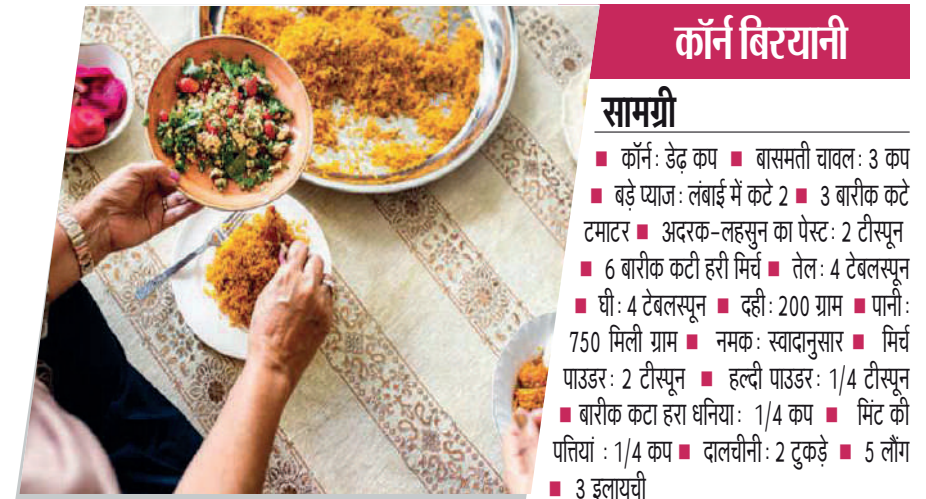 कॉर्न बिरयानी
सामग्री
■ कॉर्न: डेढ़ कप ■ बासमती चावल: 3 कप
■ बड़े प्याज: लंबाई में कटे 2 ■ 3 बारीक कटे
टमाटर ■ अदरक-लहसुन का पेस्ट: 2 टीस्पून
■ 6 बारीक कटी हरी मिर्च ■ तेल: 4 टेबलस्पून
■ घी: 4 टेबलस्पून ■ दही: 200 ग्राम ■ पानी:
750 मिली ग्राम ■ नमक: स्वादानुसार ■ मिर्च
पाउडर: 2 टीस्पून ■ हल्दी पाउडर: 1/4 टीस्पून
■ बारीक कटा हरा धनिया: 1/4 कप ■ मिंट की
पत्तियां : 1/4 कप ■ दालचीनी: 2 टुकड़े ■ 5 लौंग
■ 3 इलायची